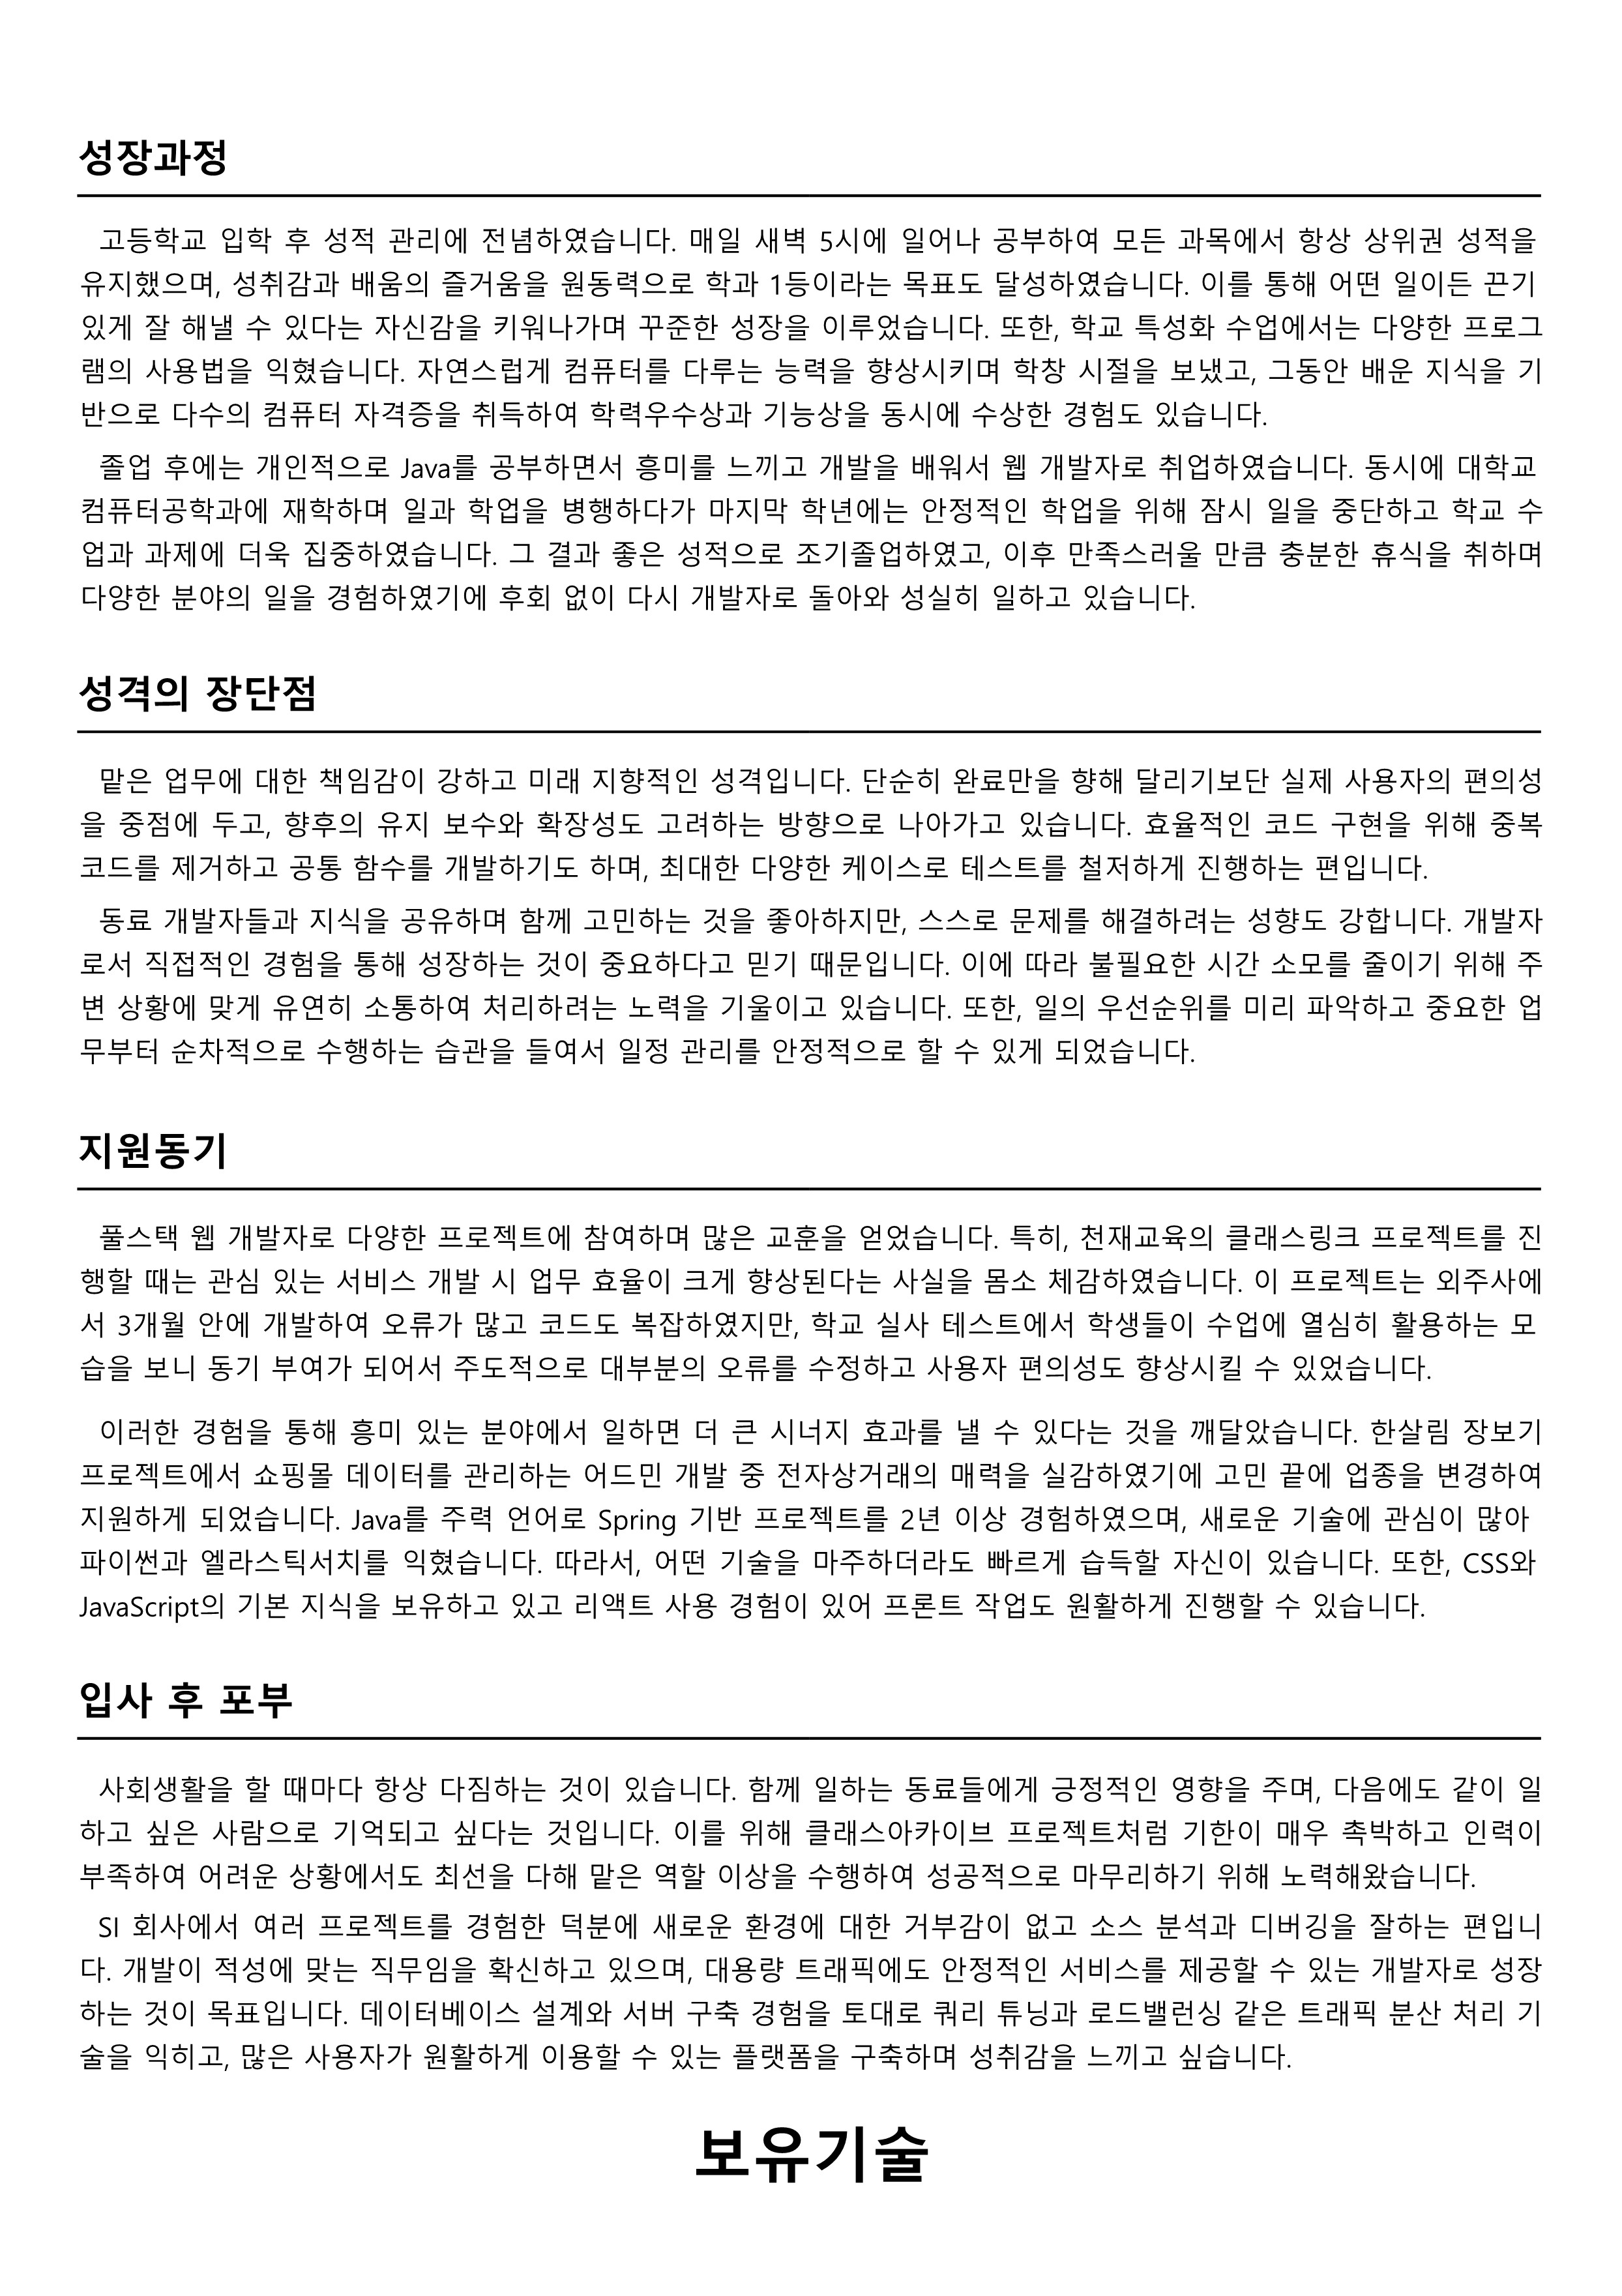 성장과정
고등학교 입학 후 성적 관리에 전념하였습니다. 매일 새벽 5시에 일어나 공부하여 모든 과목에서 항상 상위권 성적을
유지했으며, 성취감과 배움의 즐거움을 원동력으로 학과 1등이라는 목표도 달성하였습니다. 이를 통해 어떤 일이든 끈기
있게 잘 해낼 수 있다는 자신감을 키워나가며 꾸준한 성장을 이루었습니다. 또한, 학교 특성화 수업에서는 다양한 프로그
램의 사용법을 익혔습니다. 자연스럽게 컴퓨터를 다루는 능력을 향상시키며 학창 시절을 보냈고, 그동안 배운 지식을 기
반으로 다수의 컴퓨터 자격증을 취득하여 학력우수상과 기능상을 동시에 수상한 경험도 있습니다.
졸업 후에는 개인적으로 Java를 공부하면서 흥미를 느끼고 개발을 배워서 웹 개발자로 취업하였습니다. 동시에 대학교
컴퓨터공학과에 재학하며 일과 학업을 병행하다가 마지막 학년에는 안정적인 학업을 위해 잠시 일을 중단하고 학교 수
업과 과제에 더욱 집중하였습니다. 그 결과 좋은 성적으로 조기졸업하였고, 이후 만족스러울 만큼 충분한 휴식을 취하며
다양한 분야의 일을 경험하였기에 후회 없이 다시 개발자로 돌아와 성실히 일하고 있습니다.
성격의 장단점
맡은 업무에 대한 책임감이 강하고 미래 지향적인 성격입니다. 단순히 완료만을 향해 달리기보단 실제 사용자의 편의성
을 중점에 두고, 향후의 유지 보수와 확장성도 고려하는 방향으로 나아가고 있습니다. 효율적인 코드 구현을 위해 중복
코드를 제거하고 공통 함수를 개발하기도 하며, 최대한 다양한 케이스로 테스트를 철저하게 진행하는 편입니다.
동료 개발자들과 지식을 공유하며 함께 고민하는 것을 좋아하지만, 스스로 문제를 해결하려는 성향도 강합니다. 개발자
로서 직접적인 경험을 통해 성장하는 것이 중요하다고 믿기 때문입니다. 이에 따라 불필요한 시간 소모를 줄이기 위해 주
변 상황에 맞게 유연히 소통하여 처리하려는 노력을 기울이고 있습니다. 또한, 일의 우선순위를 미리 파악하고 중요한 업
무부터 순차적으로 수행하는 습관을 들여서 일정 관리를 안정적으로 할 수 있게 되었습니다.
지원동기
풀스택 웹 개발자로 다양한 프로젝트에 참여하며 많은 교훈을 얻었습니다. 특히, 천재교육의 클래스링크 프로젝트를 진
행할 때는 관심 있는 서비스 개발 시 업무 효율이 크게 향상된다는 사실을 몸소 체감하였습니다. 이 프로젝트는 외주사에
서 3개월 안에 개발하여 오류가 많고 코드도 복잡하였지만, 학교 실사 테스트에서 학생들이 수업에 열심히 활용하는 모
습을 보니 동기 부여가 되어서 주도적으로 대부분의 오류를 수정하고 사용자 편의성도 향상시킬 수 있었습니다.
이러한 경험을 통해 흥미 있는 분야에서 일하면 더 큰 시너지 효과를 낼 수 있다는 것을 깨달았습니다. 한살림 장보기
프로젝트에서 쇼핑몰 데이터를 관리하는 어드민 개발 중 전자상거래의 매력을 실감하였기에 고민 끝에 업종을 변경하여
지원하게 되었습니다. Java를 주력 언어로 Spring 기반 프로젝트를 2년 이상 경험하였으며, 새로운 기술에 관심이 많아
파이썬과 엘라스틱서치를 익혔습니다. 따라서, 어떤 기술을 마주하더라도 빠르게 습득할 자신이 있습니다. 또한, CSS와
JavaScript의 기본 지식을 보유하고 있고 리액트 사용 경험이 있어 프론트 작업도 원활하게 진행할 수 있습니다.
입사 후 포부
사회생활을 할 때마다 항상 다짐하는 것이 있습니다. 함께 일하는 동료들에게 긍정적인 영향을 주며, 다음에도 같이 일
하고 싶은 사람으로 기억되고 싶다는 것입니다. 이를 위해 클래스아카이브 프로젝트처럼 기한이 매우 촉박하고 인력이
부족하여 어려운 상황에서도 최선을 다해 맡은 역할 이상을 수행하여 성공적으로 마무리하기 위해 노력해왔습니다.
SI 회사에서 여러 프로젝트를 경험한 덕분에 새로운 환경에 대한 거부감이 없고 소스 분석과 디버깅을 잘하는 편입니
다. 개발이 적성에 맞는 직무임을 확신하고 있으며, 대용량 트래픽에도 안정적인 서비스를 제공할 수 있는 개발자로 성장
하는 것이 목표입니다. 데이터베이스 설계와 서버 구축 경험을 토대로 쿼리 튜닝과 로드밸런싱 같은 트래픽 분산 처리 기
술을 익히고, 많은 사용자가 원활하게 이용할 수 있는 플랫폼을 구축하며 성취감을 느끼고 싶습니다.
보유기술